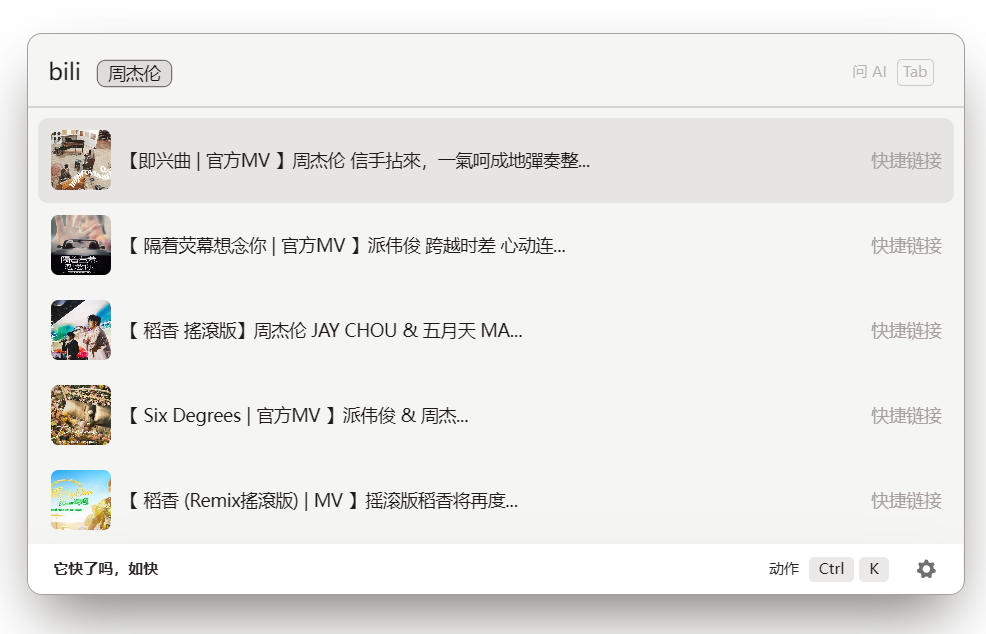 bili 周杰伦 问 AI Tab
【即兴曲 | 官方MV 】周杰伦 信手拈來，一氣呵成地彈奏整... 快捷链接
【 隔着荧幕想念你 | 官方MV 】派伟俊 跨越时差 心动连... 快捷链接
【 稻香 搖滾版】周杰伦 JAY CHOU & 五月天 MA... 快捷链接
【 Six Degrees | 官方MV 】派伟俊 & 周杰... 快捷链接
【 稻香 (Remix搖滾版) | MV 】摇滚版稻香将再度... 快捷链接
它快了吗，如快 动作 Ctrl K